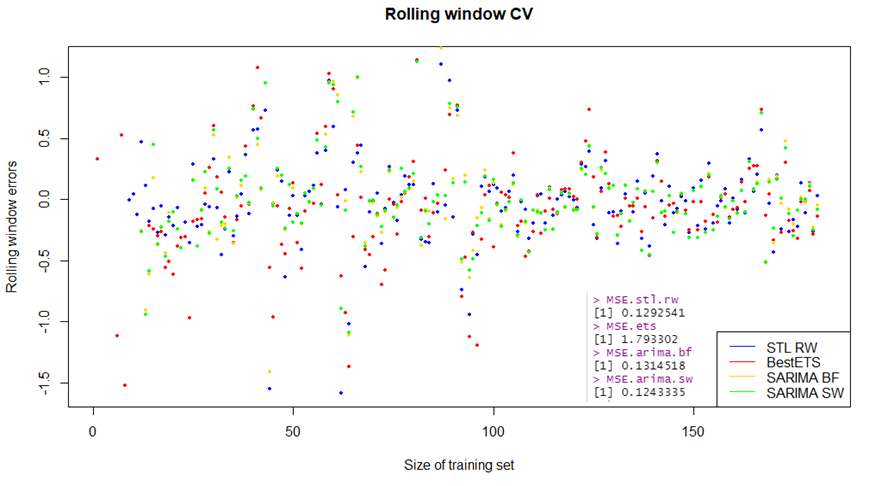 Rolling window CV
Rolling window errors
1.0
0.5
0.0
-0.5
-1.0
-1.5
> MSE.stl.rw
[1] 0.1292541
> MSE.ets
[1] 1.793302
> MSE.arima.bf
[1] 0.1314518
> MSE.arima.sw
[1] 0.1243335
STL RW
BestETS
SARIMA BF
SARIMA SW
0 50 100 150
Size of training set